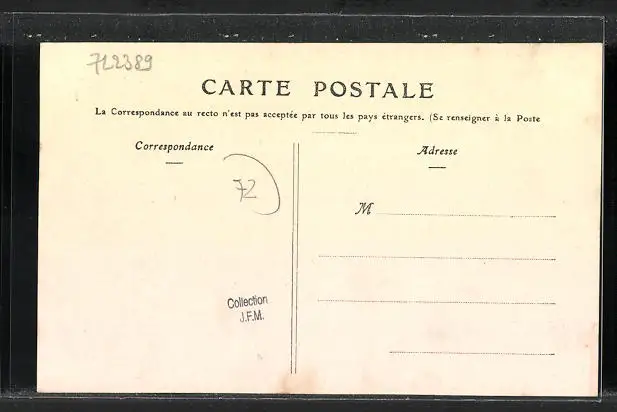 712389
CARTE POSTALE
La Correspondance au recto n'est pas acceptée par tous les pays étrangers. (Se renseigner à la Poste
Correspondance
72
Collection
J.F.M.
Adresse
M